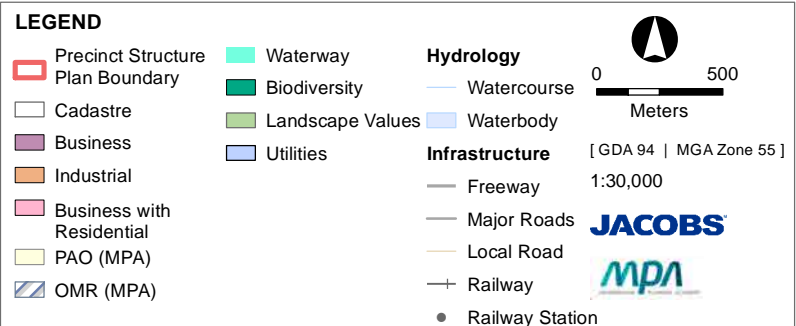 LEGEND
Precinct Structure
Plan Boundary
Cadastre
Business
Industrial
Business with
Residential
PAO (MPA)
OMR (MPA)
Waterway
Biodiversity
Landscape Values
Utilities
Hydrology
Watercourse
Waterbody
Infrastructure
Freeway
Major Roads
Local Road
Railway
Railway Station
0 500
Meters
[ GDA 94 | MGA Zone 55 ]
1:30,000
JACOBS
MPA